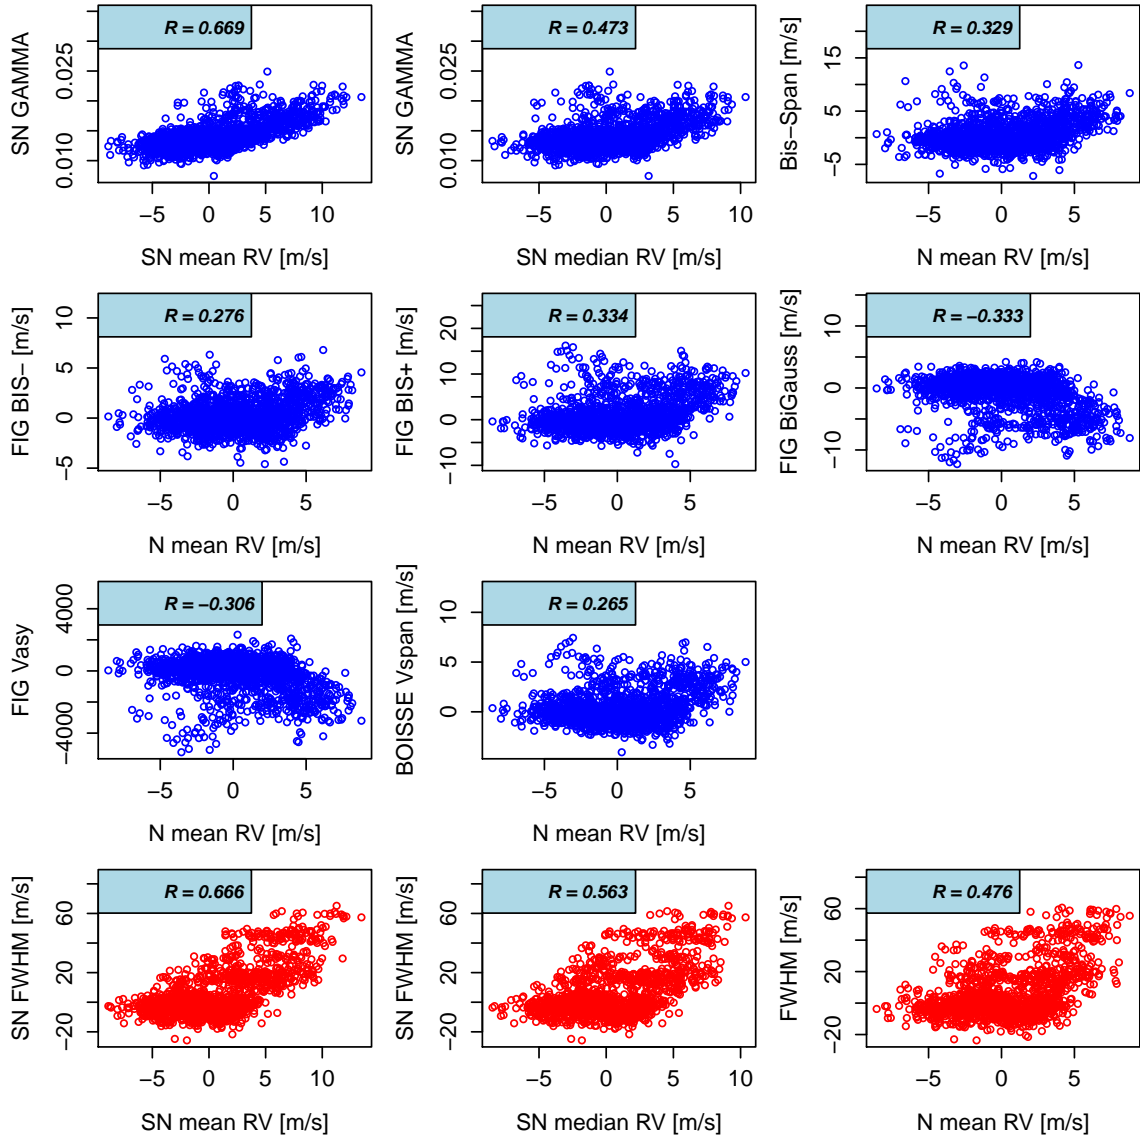 R = 0.669
SN GAMMA
0.010 0.025
−5 0 5 10
SN mean RV [m/s]
R = 0.473
SN GAMMA
0.010 0.025
−5 0 5 10
SN median RV [m/s]
R = 0.329
Bis−Span [m/s]
−5 5 15
−5 0 5
N mean RV [m/s]
R = 0.276
FIG BIS− [m/s]
−5 0 5 10
−5 0 5
N mean RV [m/s]
R = 0.334
FIG BIS+ [m/s]
−10 0 10 20
−5 0 5
N mean RV [m/s]
R = −0.333
FIG BiGauss [m/s]
−10 0 10
−5 0 5
N mean RV [m/s]
R = −0.306
FIG Vasy
−4000 0 4000
−5 0 5
N mean RV [m/s]
R = 0.265
BOISSE Vspan [m/s]
0 5 10
−5 0 5
N mean RV [m/s]
R = 0.666
SN FWHM [m/s]
−20 20 60
−5 0 5 10
SN mean RV [m/s]
R = 0.563
SN FWHM [m/s]
−20 20 60
−5 0 5 10
SN median RV [m/s]
R = 0.476
FWHM [m/s]
−20 20 60
−5 0 5
N mean RV [m/s]